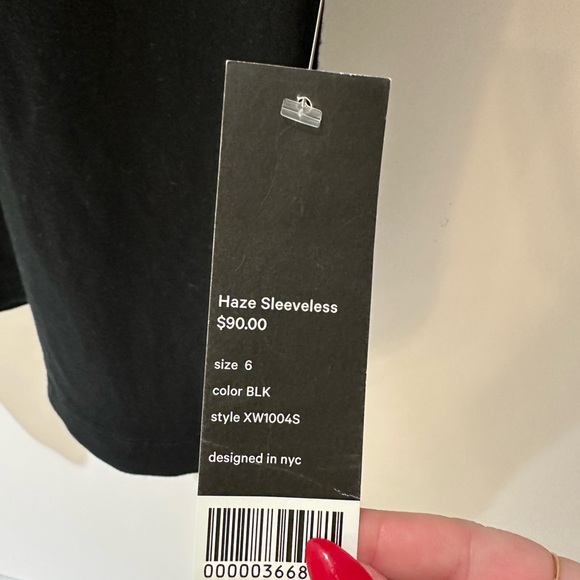 Haze Sleeveless
$90.00
size 6
color BLK
style XW1004S
designed in nyc
000003668